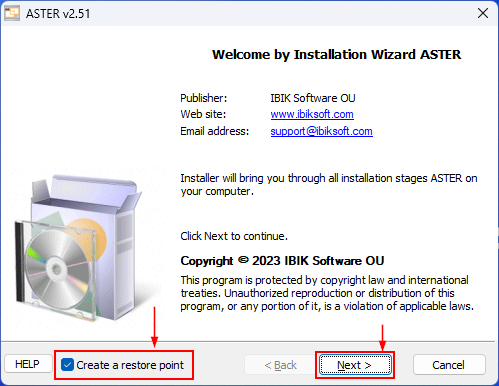 ASTER v2.51
Welcome by Installation Wizard ASTER
Publisher: IBIK Software OU
Web site: www.ibiksoft.com
Email address: support@ibiksoft.com
Installer will bring you through all installation stages ASTER on
your computer.
Click Next to continue.
Copyright © 2023 IBIK Software OU
This program is protected by copyright law and international
treaties. Unauthorized reproduction or distribution of this
program, or any portion of it, is a violation of applicable laws.
HELP Create a restore point < Back Next > Cancel